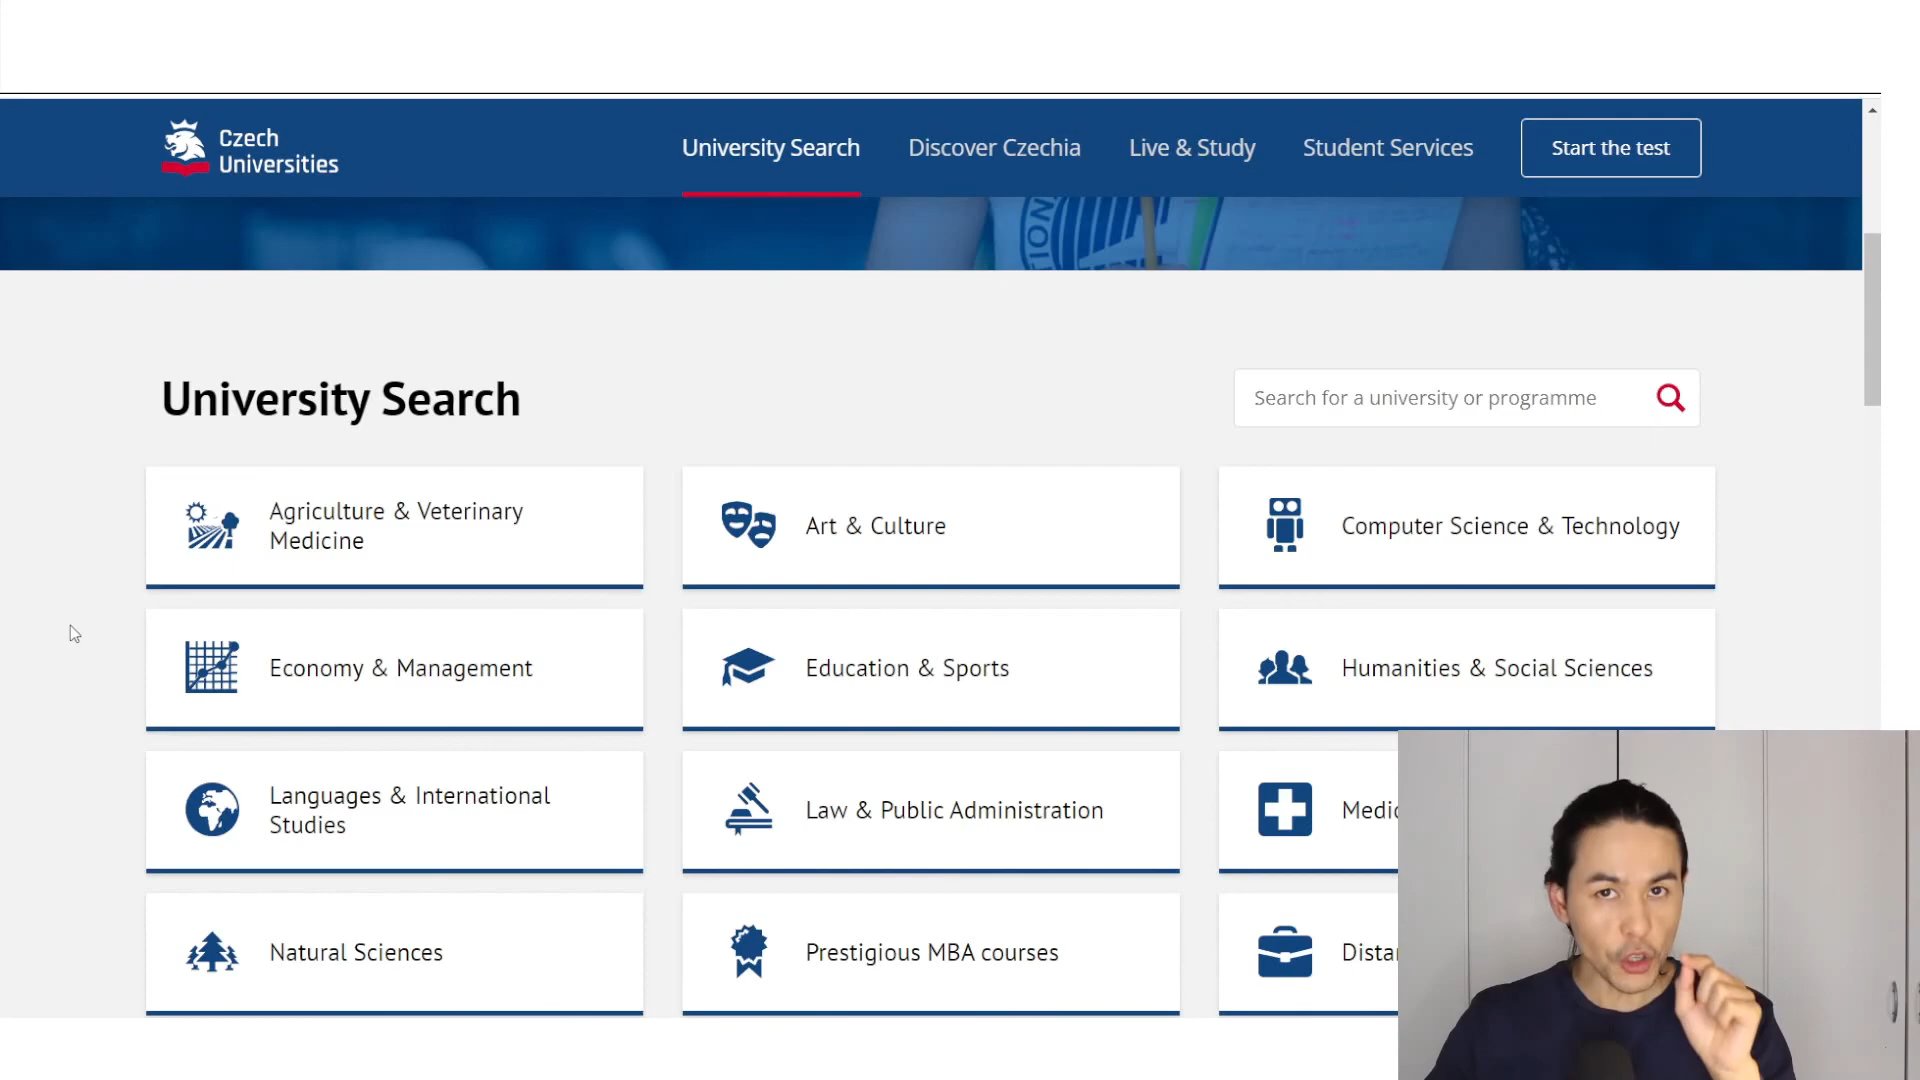 Czech
Universities
University Search
Discover Czechia
Live & Study
Student Services
Start the test
University Search
Search for a university or programme
Agriculture & Veterinary
Medicine
Art & Culture
Computer Science & Technology
Economy & Management
Education & Sports
Humanities & Social Sciences
Languages & International
Studies
Law & Public Administration
Medic
Natural Sciences
Prestigious MBA courses
Distan